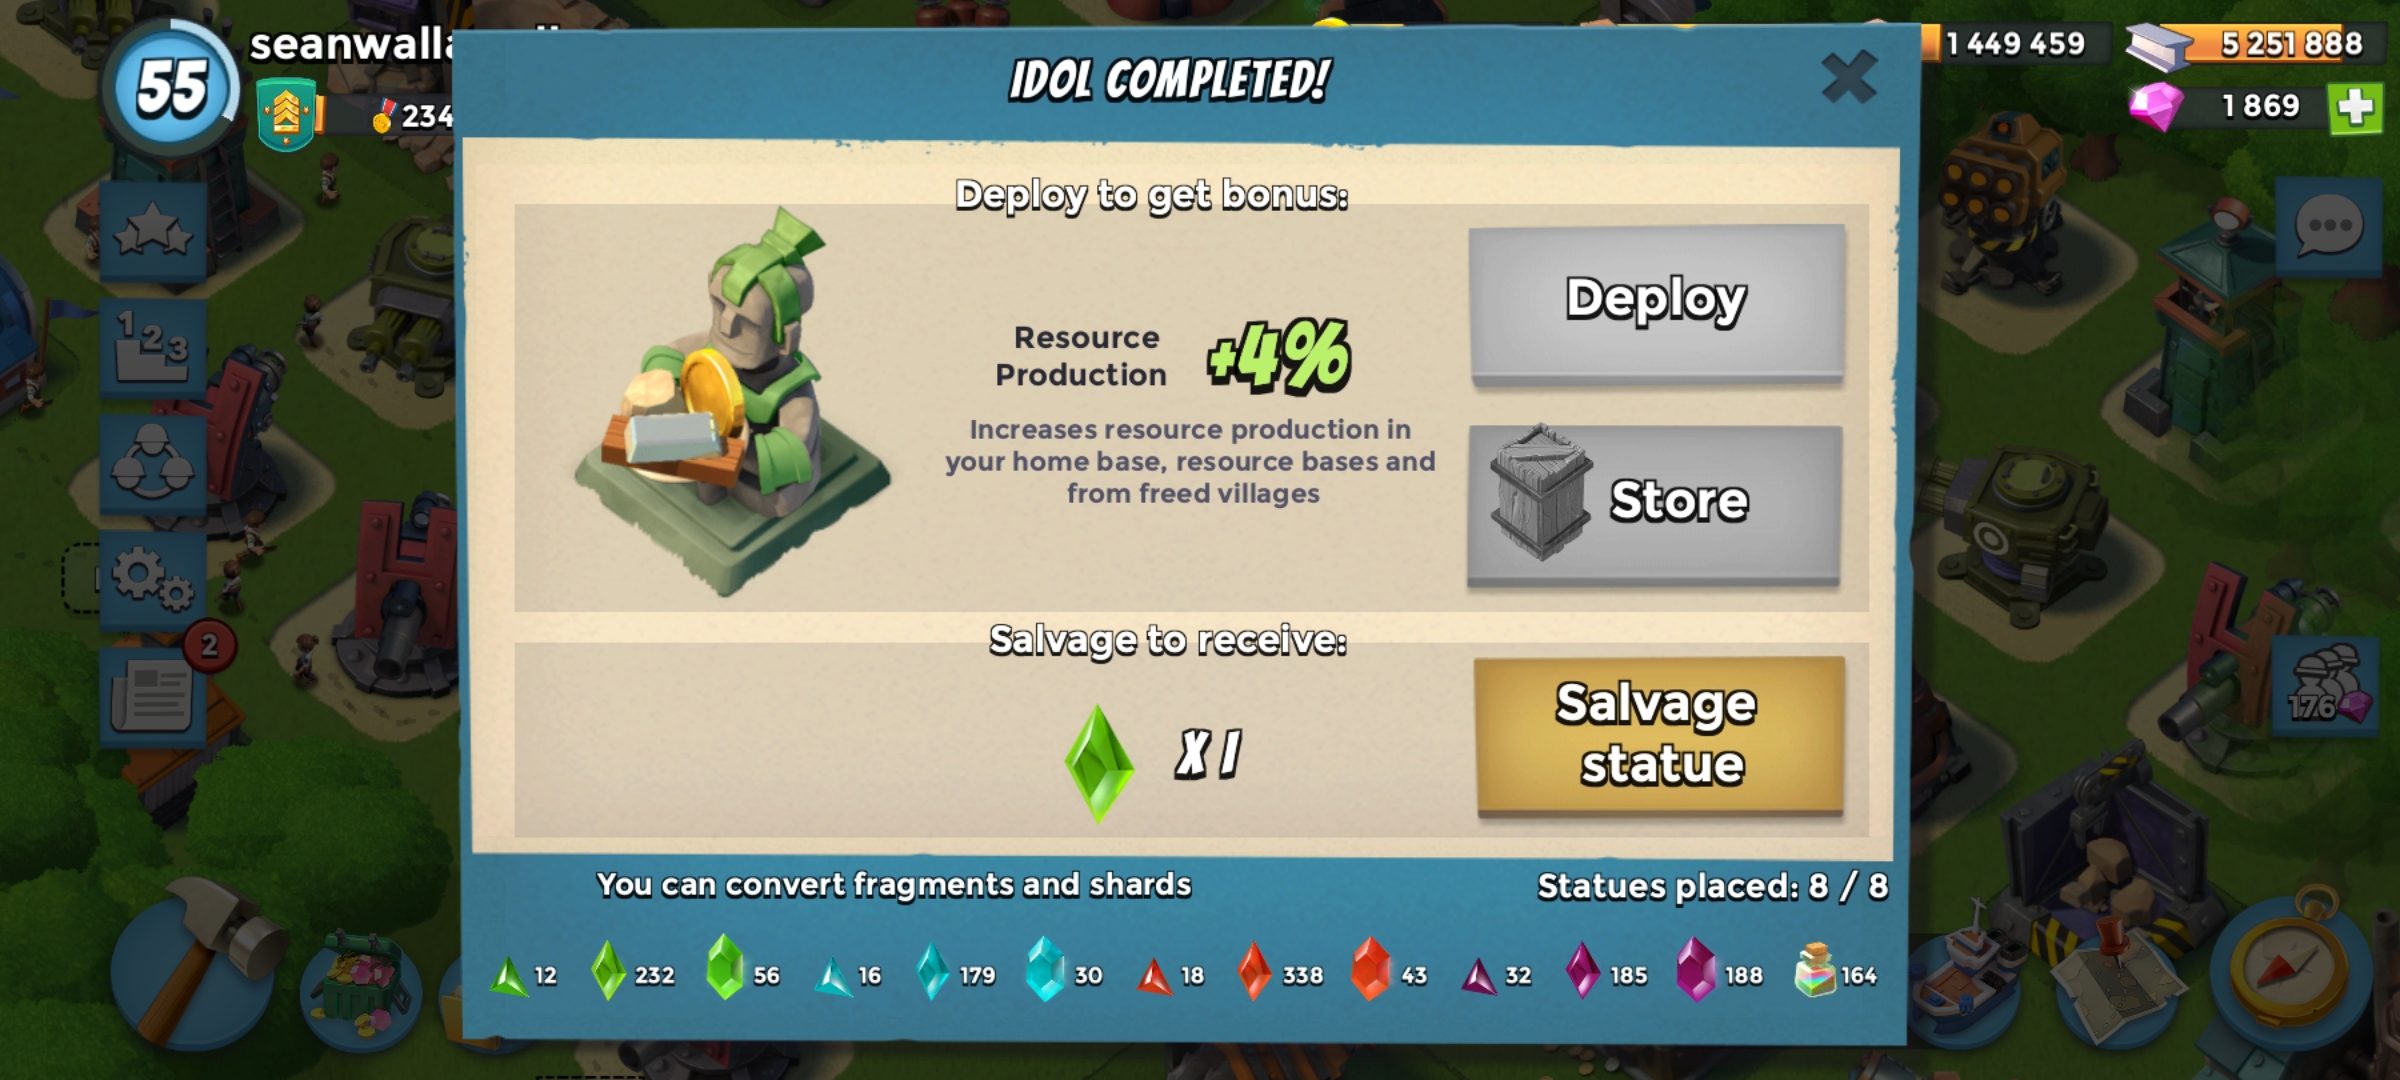 55
234
IDOL COMPLETED!
1 449 459
5 251 888
1 869
Deploy to get bonus:
Resource
Production
+4%
Increases resource production in
your home base, resource bases and
from freed villages
Deploy
Store
Salvage to receive:
X 1
Salvage
statue
1 2 3
2
176
You can convert fragments and shards
Statues placed: 8 / 8
12 232 56 16 179 30 18 338 43 32 185 188 164